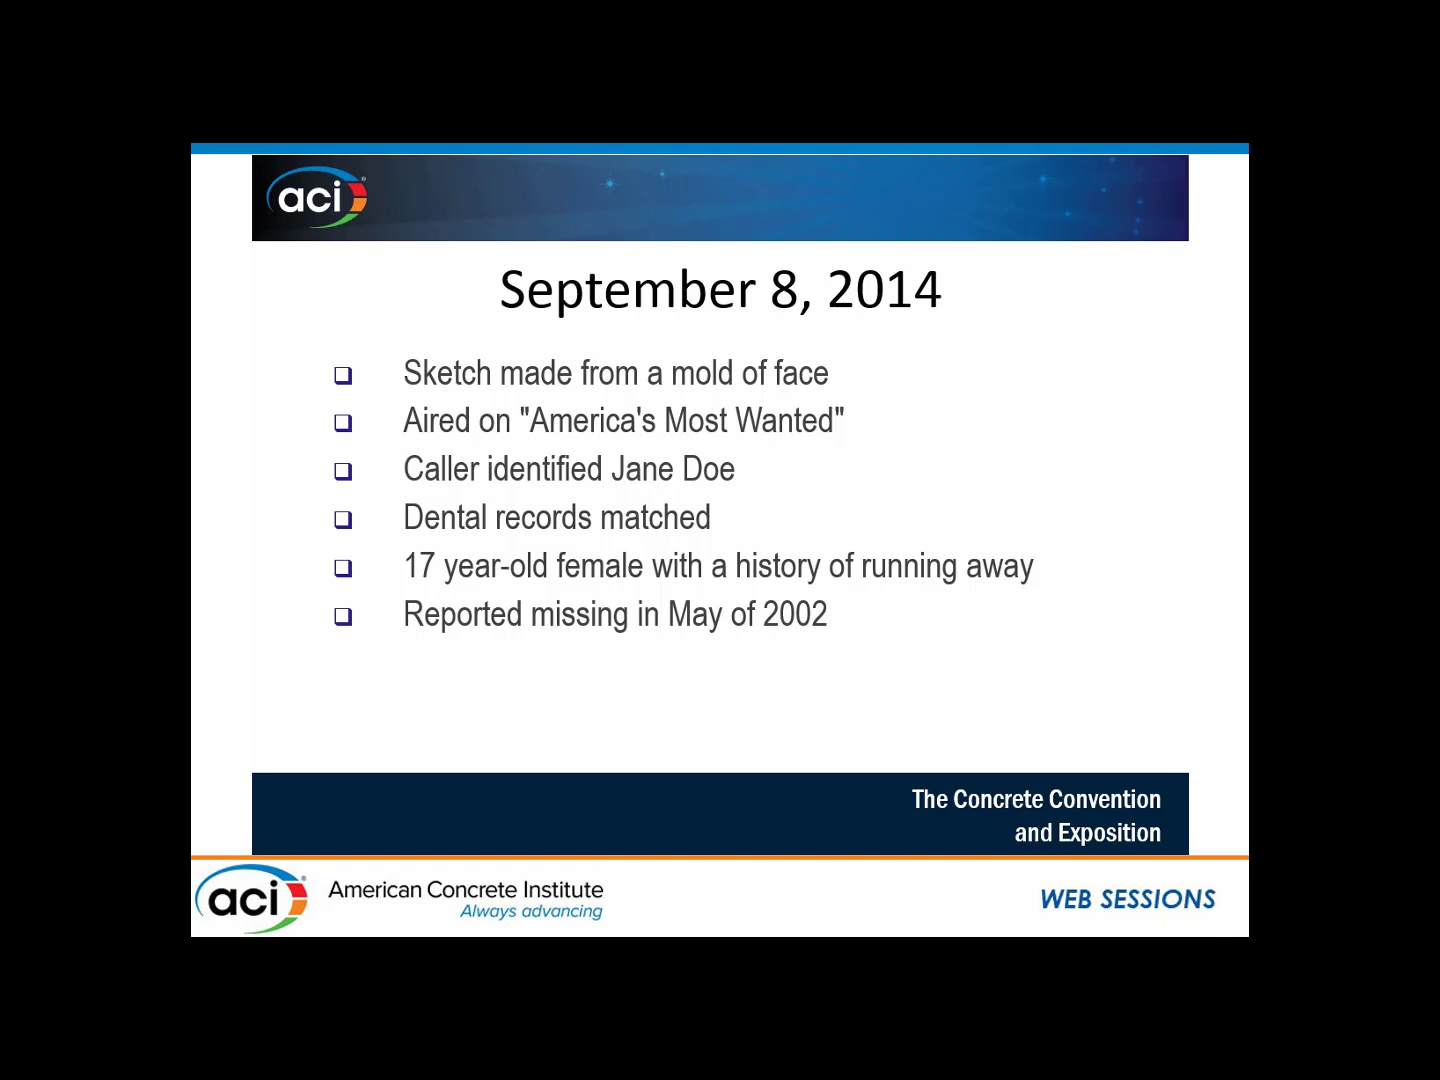 aci
September 8, 2014
Sketch made from a mold of face
Aired on "America's Most Wanted"
Caller identified Jane Doe
Dental records matched
17 year-old female with a history of running away
Reported missing in May of 2002
The Concrete Convention
and Exposition
aci
American Concrete Institute
Always advancing
WEB SESSIONS